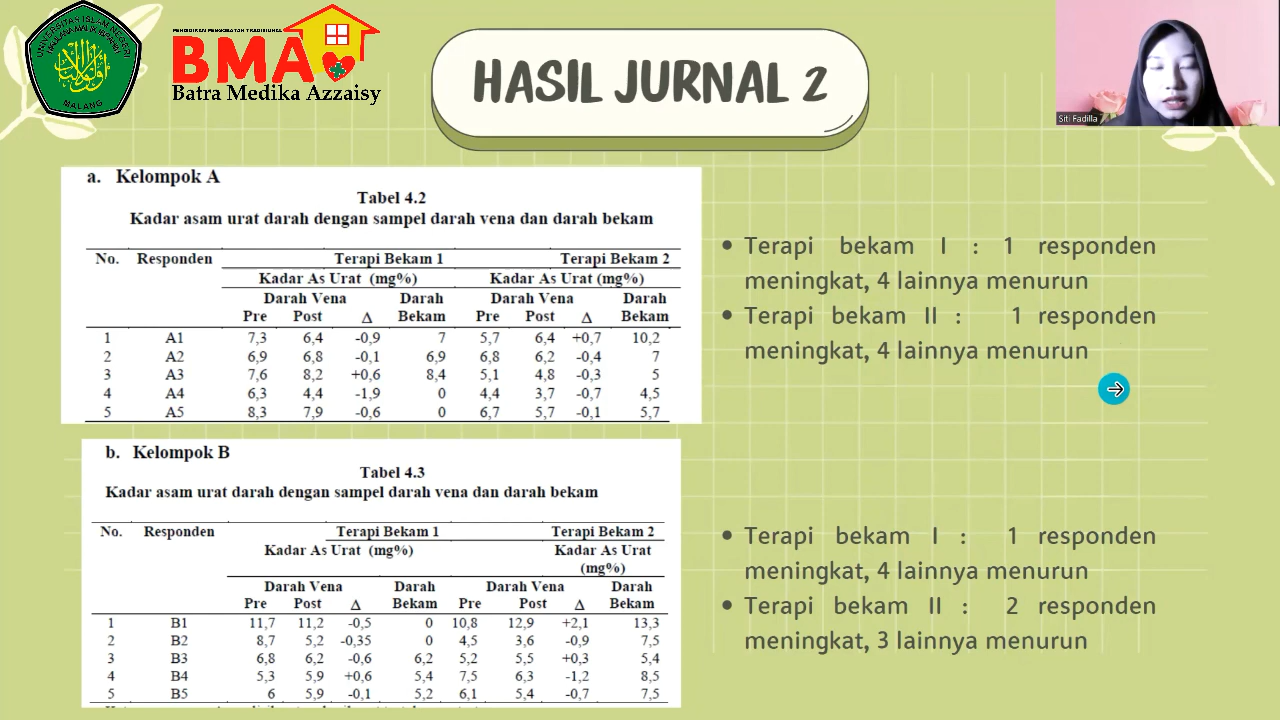 UNIVERSITAS ISLAM NEGERI
MALANG
PENDIDIKAN PENGOBATAN TRADISIONAL
BMA
Batra Medika Azzaisy
HASIL JURNAL 2
Siti Fadilla
a. Kelompok A
Tabel 4.2
Kadar asam urat darah dengan sampel darah vena dan darah bekam
No. Responden Terapi Bekam 1 Terapi Bekam 2
Kadar As Urat (mg%) Kadar As Urat (mg%)
Darah Vena Darah Darah Vena Darah
Pre Post Δ Bekam Pre Post Δ Bekam
1 A1 7,3 6,4 -0,9 7 5,7 6,4 +0,7 10,2
2 A2 6,9 6,8 -0,1 6,9 6,8 6,2 -0,4 7
3 A3 7,6 8,2 +0,6 8,4 5,1 4,8 -0,3 5
4 A4 6,3 4,4 -1,9 0 4,4 3,7 -0,7 4,5
5 A5 8,3 7,9 -0,6 0 6,7 5,7 -0,1 5,7
• Terapi bekam I : 1 responden
meningkat, 4 lainnya menurun
• Terapi bekam II : 1 responden
meningkat, 4 lainnya menurun
b. Kelompok B
Tabel 4.3
Kadar asam urat darah dengan sampel darah vena dan darah bekam
No. Responden Terapi Bekam 1 Terapi Bekam 2
Kadar As Urat (mg%) Kadar As Urat
(mg%)
Darah Vena Darah Darah Vena Darah
Pre Post Δ Bekam Pre Post Δ Bekam
1 B1 11,7 11,2 -0,5 0 10,8 12,9 +2,1 13,3
2 B2 8,7 5,2 -0,35 0 4,5 3,6 -0,9 7,5
3 B3 6,8 6,2 -0,6 6,2 5,2 5,5 +0,3 5,4
4 B4 5,3 5,9 +0,6 5,4 7,5 6,3 -1,2 8,5
5 B5 6 5,9 -0,1 5,2 6,1 5,4 -0,7 7,5
• Terapi bekam I : 1 responden
meningkat, 4 lainnya menurun
• Terapi bekam II : 2 responden
meningkat, 3 lainnya menurun